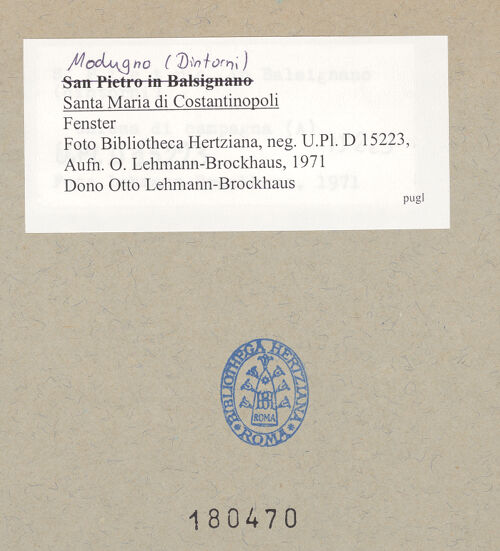 Modugno (Dintorni)
San Pietro in Balsignano
Santa Maria di Costantinopoli
Fenster
Foto Bibliotheca Hertziana, neg. U.Pl. D 15223,
Aufn. O. Lehmann-Brockhaus, 1971
Dono Otto Lehmann-Brockhaus
pugl
BIBLIOTHECA HERTZIANA
ROMA
ROMA
180470